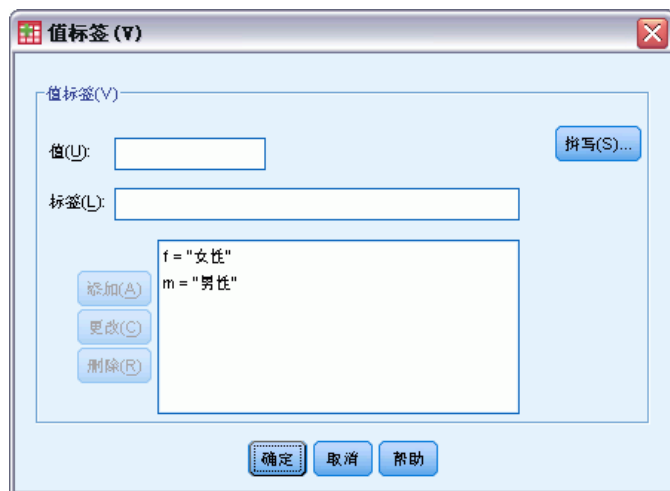 值标签(V)
值标签(V)
值(U):
拼写(S)...
标签(L):
f = "女性"
m = "男性"
添加(A)
更改(C)
删除(R)
确定
取消
帮助